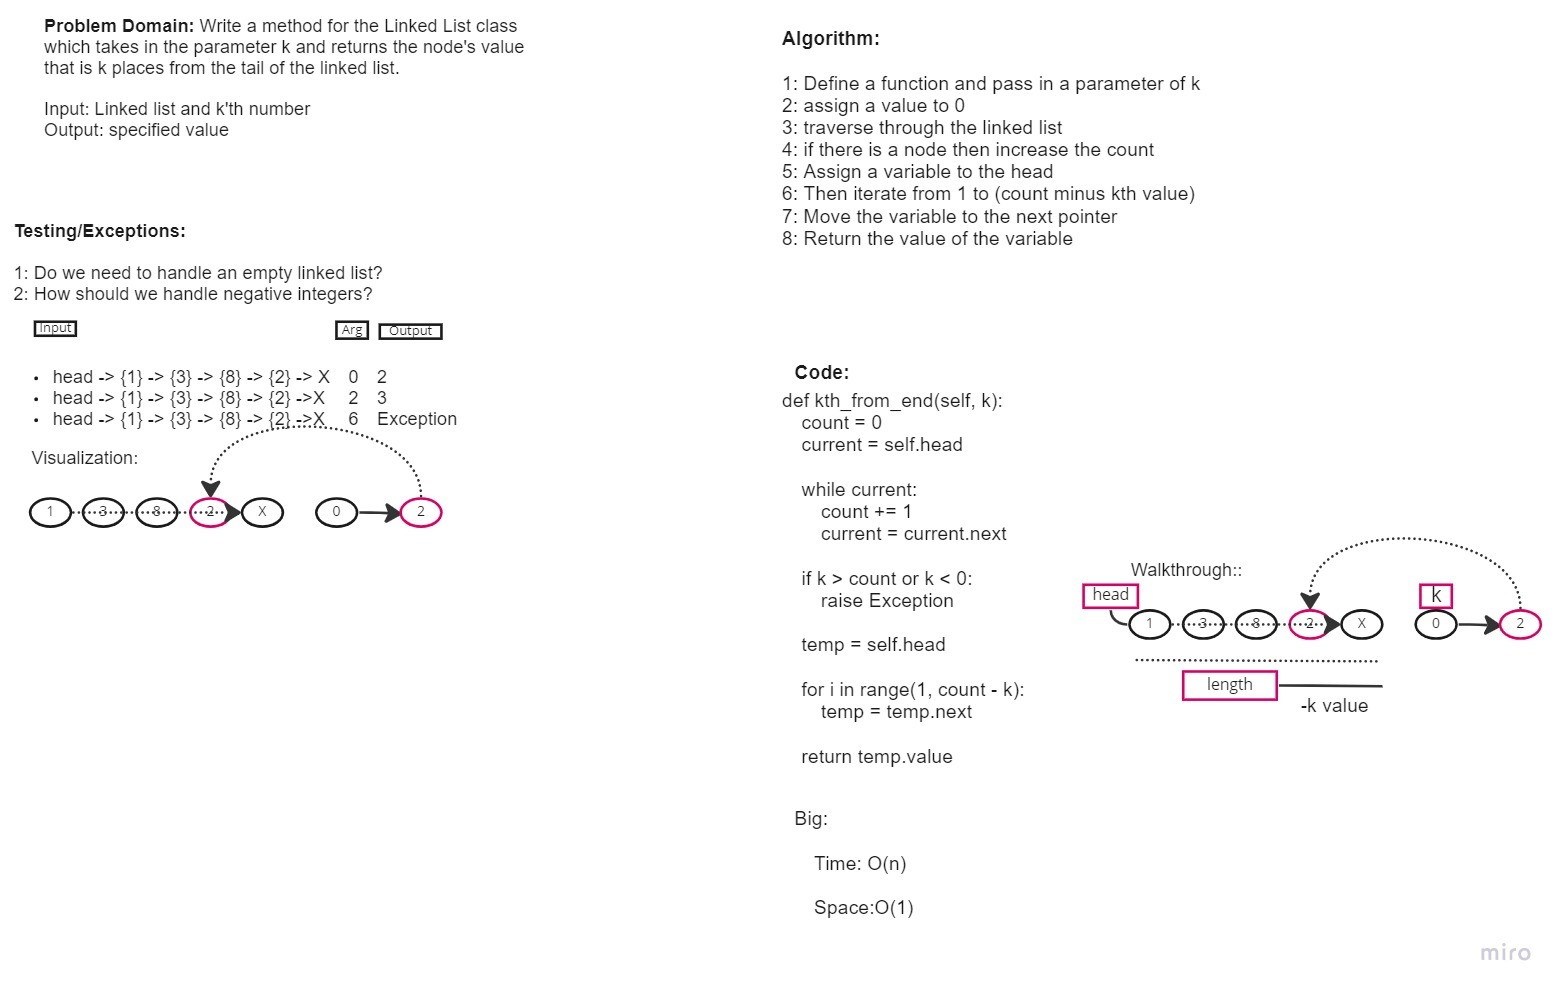 Problem Domain: Write a method for the Linked List class
which takes in the parameter k and returns the node's value
that is k places from the tail of the linked list.
Input: Linked list and k'th number
Output: specified value
Testing/Exceptions:
1: Do we need to handle an empty linked list?
2: How should we handle negative integers?
Input Arg Output
• head -> {1} -> {3} -> {8} -> {2} -> X 0 2
• head -> {1} -> {3} -> {8} -> {2} ->X 2 3
• head -> {1} -> {3} -> {8} -> {2} ->X 6 Exception
Visualization:
1 3 8 2 X 0 2
Algorithm:
1: Define a function and pass in a parameter of k
2: assign a value to 0
3: traverse through the linked list
4: if there is a node then increase the count
5: Assign a variable to the head
6: Then iterate from 1 to (count minus kth value)
7: Move the variable to the next pointer
8: Return the value of the variable
Code:
def kth_from_end(self, k):
count = 0
current = self.head
while current:
count += 1
current = current.next
if k > count or k < 0:
raise Exception
temp = self.head
for i in range(1, count - k):
temp = temp.next
return temp.value
Walkthrough::
head k
1 3 8 2 X 0 2
length
-k value
Big:
Time: O(n)
Space:O(1)
miro